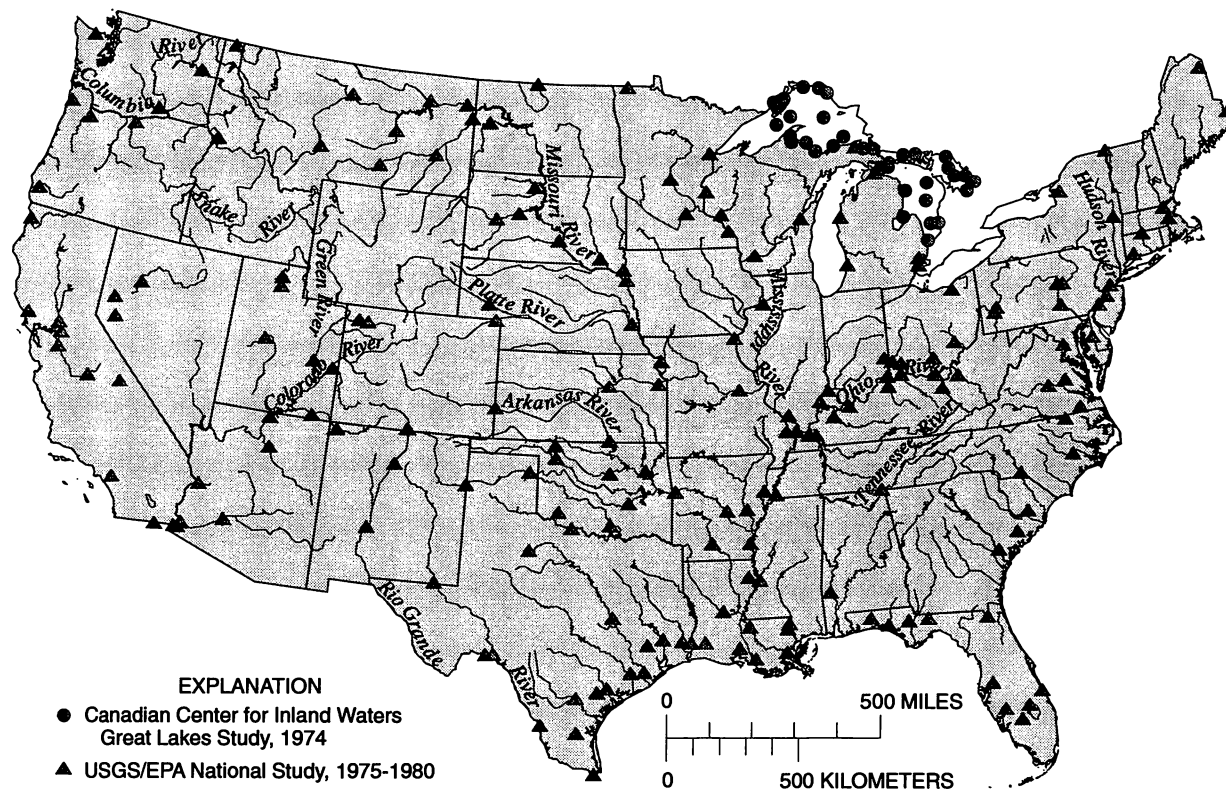 River
Columbia
Snake
River
Missouri
River
Green River
Platte River
Mississippi
River
Colorado
River
Arkansas River
Ohio River
Tennessee River
Hudson River
Rio Grande
River
EXPLANATION
Canadian Center for Inland Waters
Great Lakes Study, 1974
USGS/EPA National Study, 1975-1980
0 500 MILES
0 500 KILOMETERS